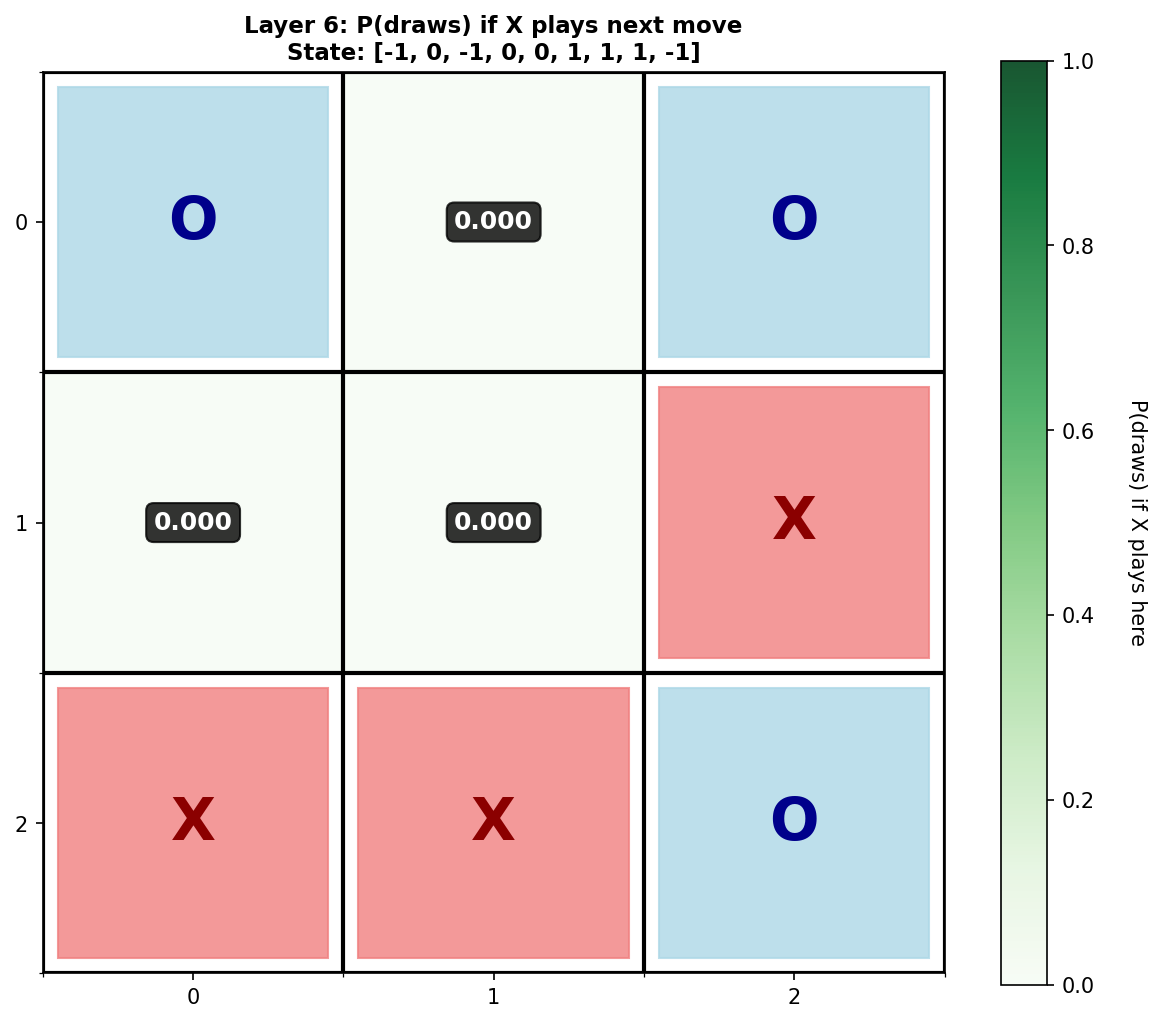 Layer 6: P(draws) if X plays next move
State: [-1, 0, -1, 0, 0, 1, 1, 1, -1]
0
O
0.000
O
1
0.000
0.000
X
2
X
X
O
0
1
2
1.0
0.8
0.6
0.4
0.2
0.0
P(draws) if X plays here